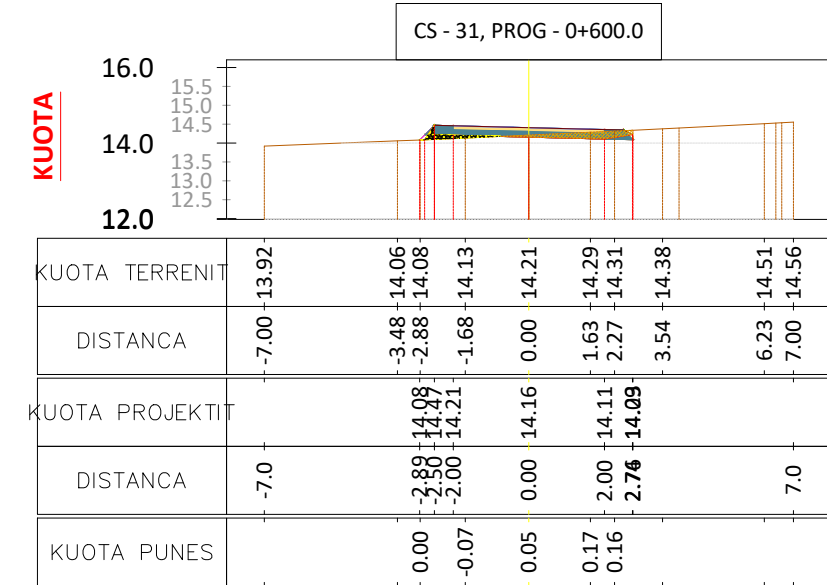 CS - 31, PROG - 0+600.0
KUOTA
16.0
15.5
15.0
14.5
14.0
13.5
13.0
12.5
12.0
KUOTA TERRENIT 13.92 14.06 14.08 14.13 14.21 14.29 14.31 14.38 14.51 14.56
DISTANCA -7.00 -3.48 -2.88 -1.68 0.00 1.63 2.27 3.54 6.23 7.00
KUOTA PROJEKTIT 14.08 14.47 14.21 14.16 14.11
DISTANCA -7.0 -2.89 -2.50 -2.00 0.00 2.00 7.0
KUOTA PUNES 0.00 -0.07 0.05 0.17 0.16